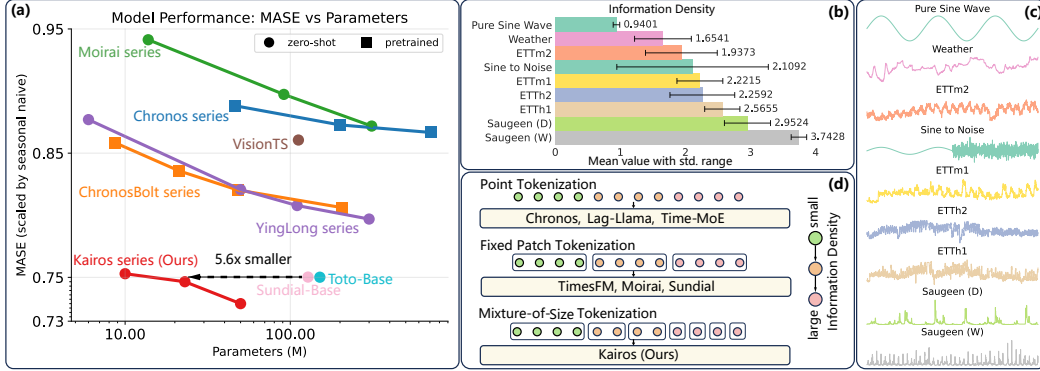 (a)
Model Performance: MASE vs Parameters
0.95
0.85
0.75
0.73
MASE (scaled by seasonal naive)
zero-shot
pretrained
Moirai series
Chronos series
VisionTS
ChronosBolt series
YingLong series
Kairos series (Ours)
5.6x smaller
Toto-Base
Sundial-Base
10.00
100.00
Parameters (M)
(b)
Information Density
Pure Sine Wave 0.9401
Weather 1.6541
ETTm2 1.9373
Sine to Noise 2.1092
ETTm1 2.2215
ETTh2 2.2592
ETTh1 2.5655
Saugeen (D) 2.9524
Saugeen (W) 3.7428
0 1 2 3 4
Mean value with std. range
(d)
Point Tokenization
Chronos, Lag-Llama, Time-MoE
Fixed Patch Tokenization
TimesFM, Moirai, Sundial
Mixture-of-Size Tokenization
Kairos (Ours)
large
small
Information Density
(c)
Pure Sine Wave
Weather
ETTm2
Sine to Noise
ETTm1
ETTh2
ETTh1
Saugeen (D)
Saugeen (W)